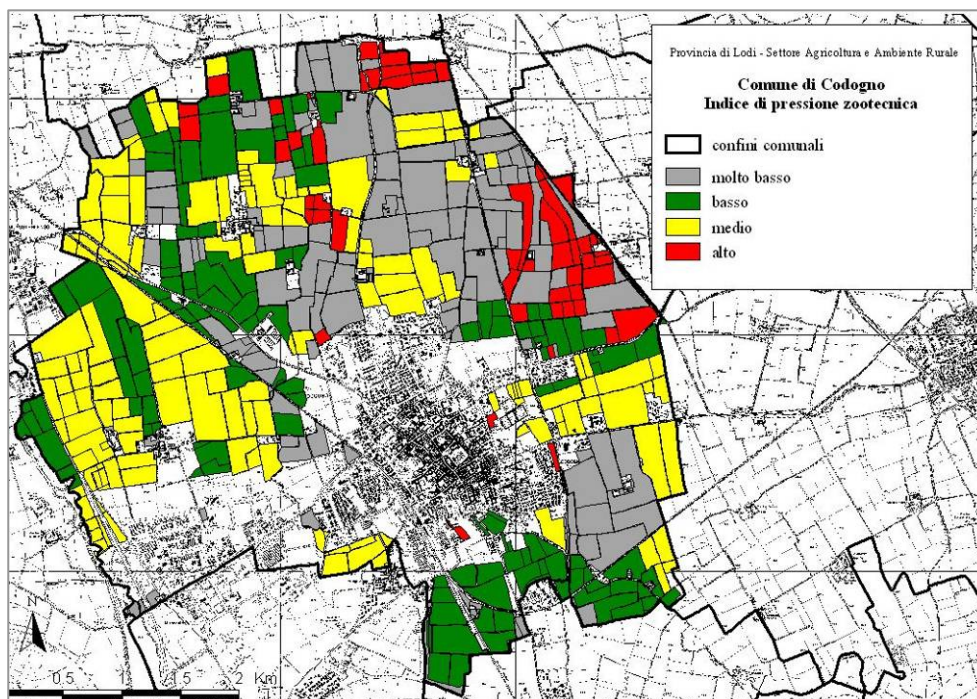 Provincia di Lodi - Settore Agricoltura e Ambiente Rurale
Comune di Codogno
Indice di pressione zootecnica
confini comunali
molto basso
basso
medio
alto
N
0.5 1 1.5 2 Km